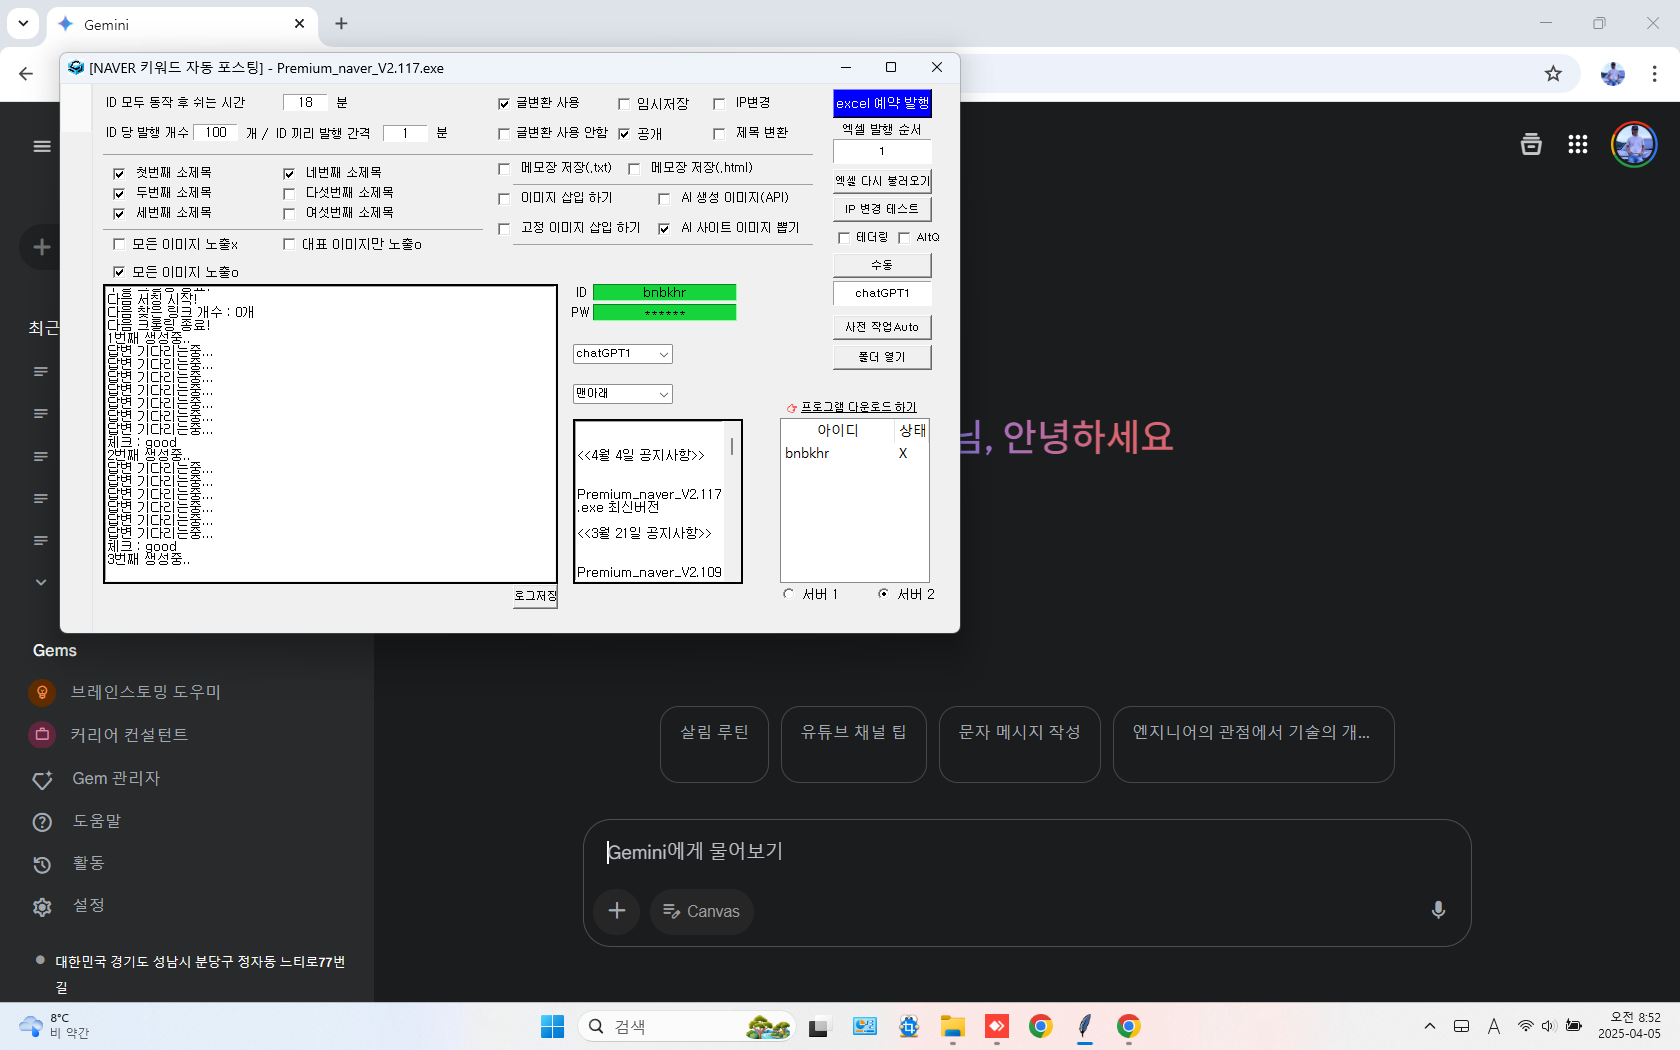 Gemini
[NAVER 키워드 자동 포스팅] - Premium_naver_V2.117.exe
ID 모두 동작 후 쉬는 시간 18 분
ID 당 발행 개수 100 개 / ID 끼리 발행 간격 1 분
글변환 사용 임시저장 IP변경
글변환 사용 안함 공개 제목 변환
첫번째 소제목 네번째 소제목
두번째 소제목 다섯번째 소제목
세번째 소제목 여섯번째 소제목
모든 이미지 노출x 대표 이미지만 노출o
모든 이미지 노출o
메모장 저장(.txt) 메모장 저장(.html)
이미지 삽입 하기 AI 생성 이미지(API)
고정 이미지 삽입 하기 AI 사이트 이미지 뽑기
excel 예약 발행
엑셀 발행 순서
1
엑셀 다시 불러오기
IP 변경 테스트
테더링 AltQ
수동
chatGPT1
사전 작업Auto
폴더 열기
다음 서칭 시작!
다음 찾은 링크 개수 : 0개
다음 크롤링 종료!
1번째 생성중..
답변 기다리는중...
답변 기다리는중...
답변 기다리는중...
답변 기다리는중...
답변 기다리는중...
답변 기다리는중...
답변 기다리는중...
체크 : good
2번째 생성중..
답변 기다리는중...
답변 기다리는중...
답변 기다리는중...
답변 기다리는중...
답변 기다리는중...
답변 기다리는중...
체크 : good
3번째 생성중..
로그저장
ID bnbkhr
PW ******
chatGPT1
맨아래
<<4월 4일 공지사항>>
Premium_naver_V2.117
.exe 최신버전
<<3월 21일 공지사항>>
Premium_naver_V2.109
프로그램 다운로드 하기
아이디 상태
bnbkhr X
서버 1 서버 2
최근
님, 안녕하세요
Gems
브레인스토밍 도우미
커리어 컨설턴트
Gem 관리자
도움말
활동
설정
대한민국 경기도 성남시 분당구 정자동 느티로77번
길
살림 루틴
유튜브 채널 팁
문자 메시지 작성
엔지니어의 관점에서 기술의 개...
Gemini에게 물어보기
Canvas
8°C
비 약간
검색
A
오전 8:52
2025-04-05